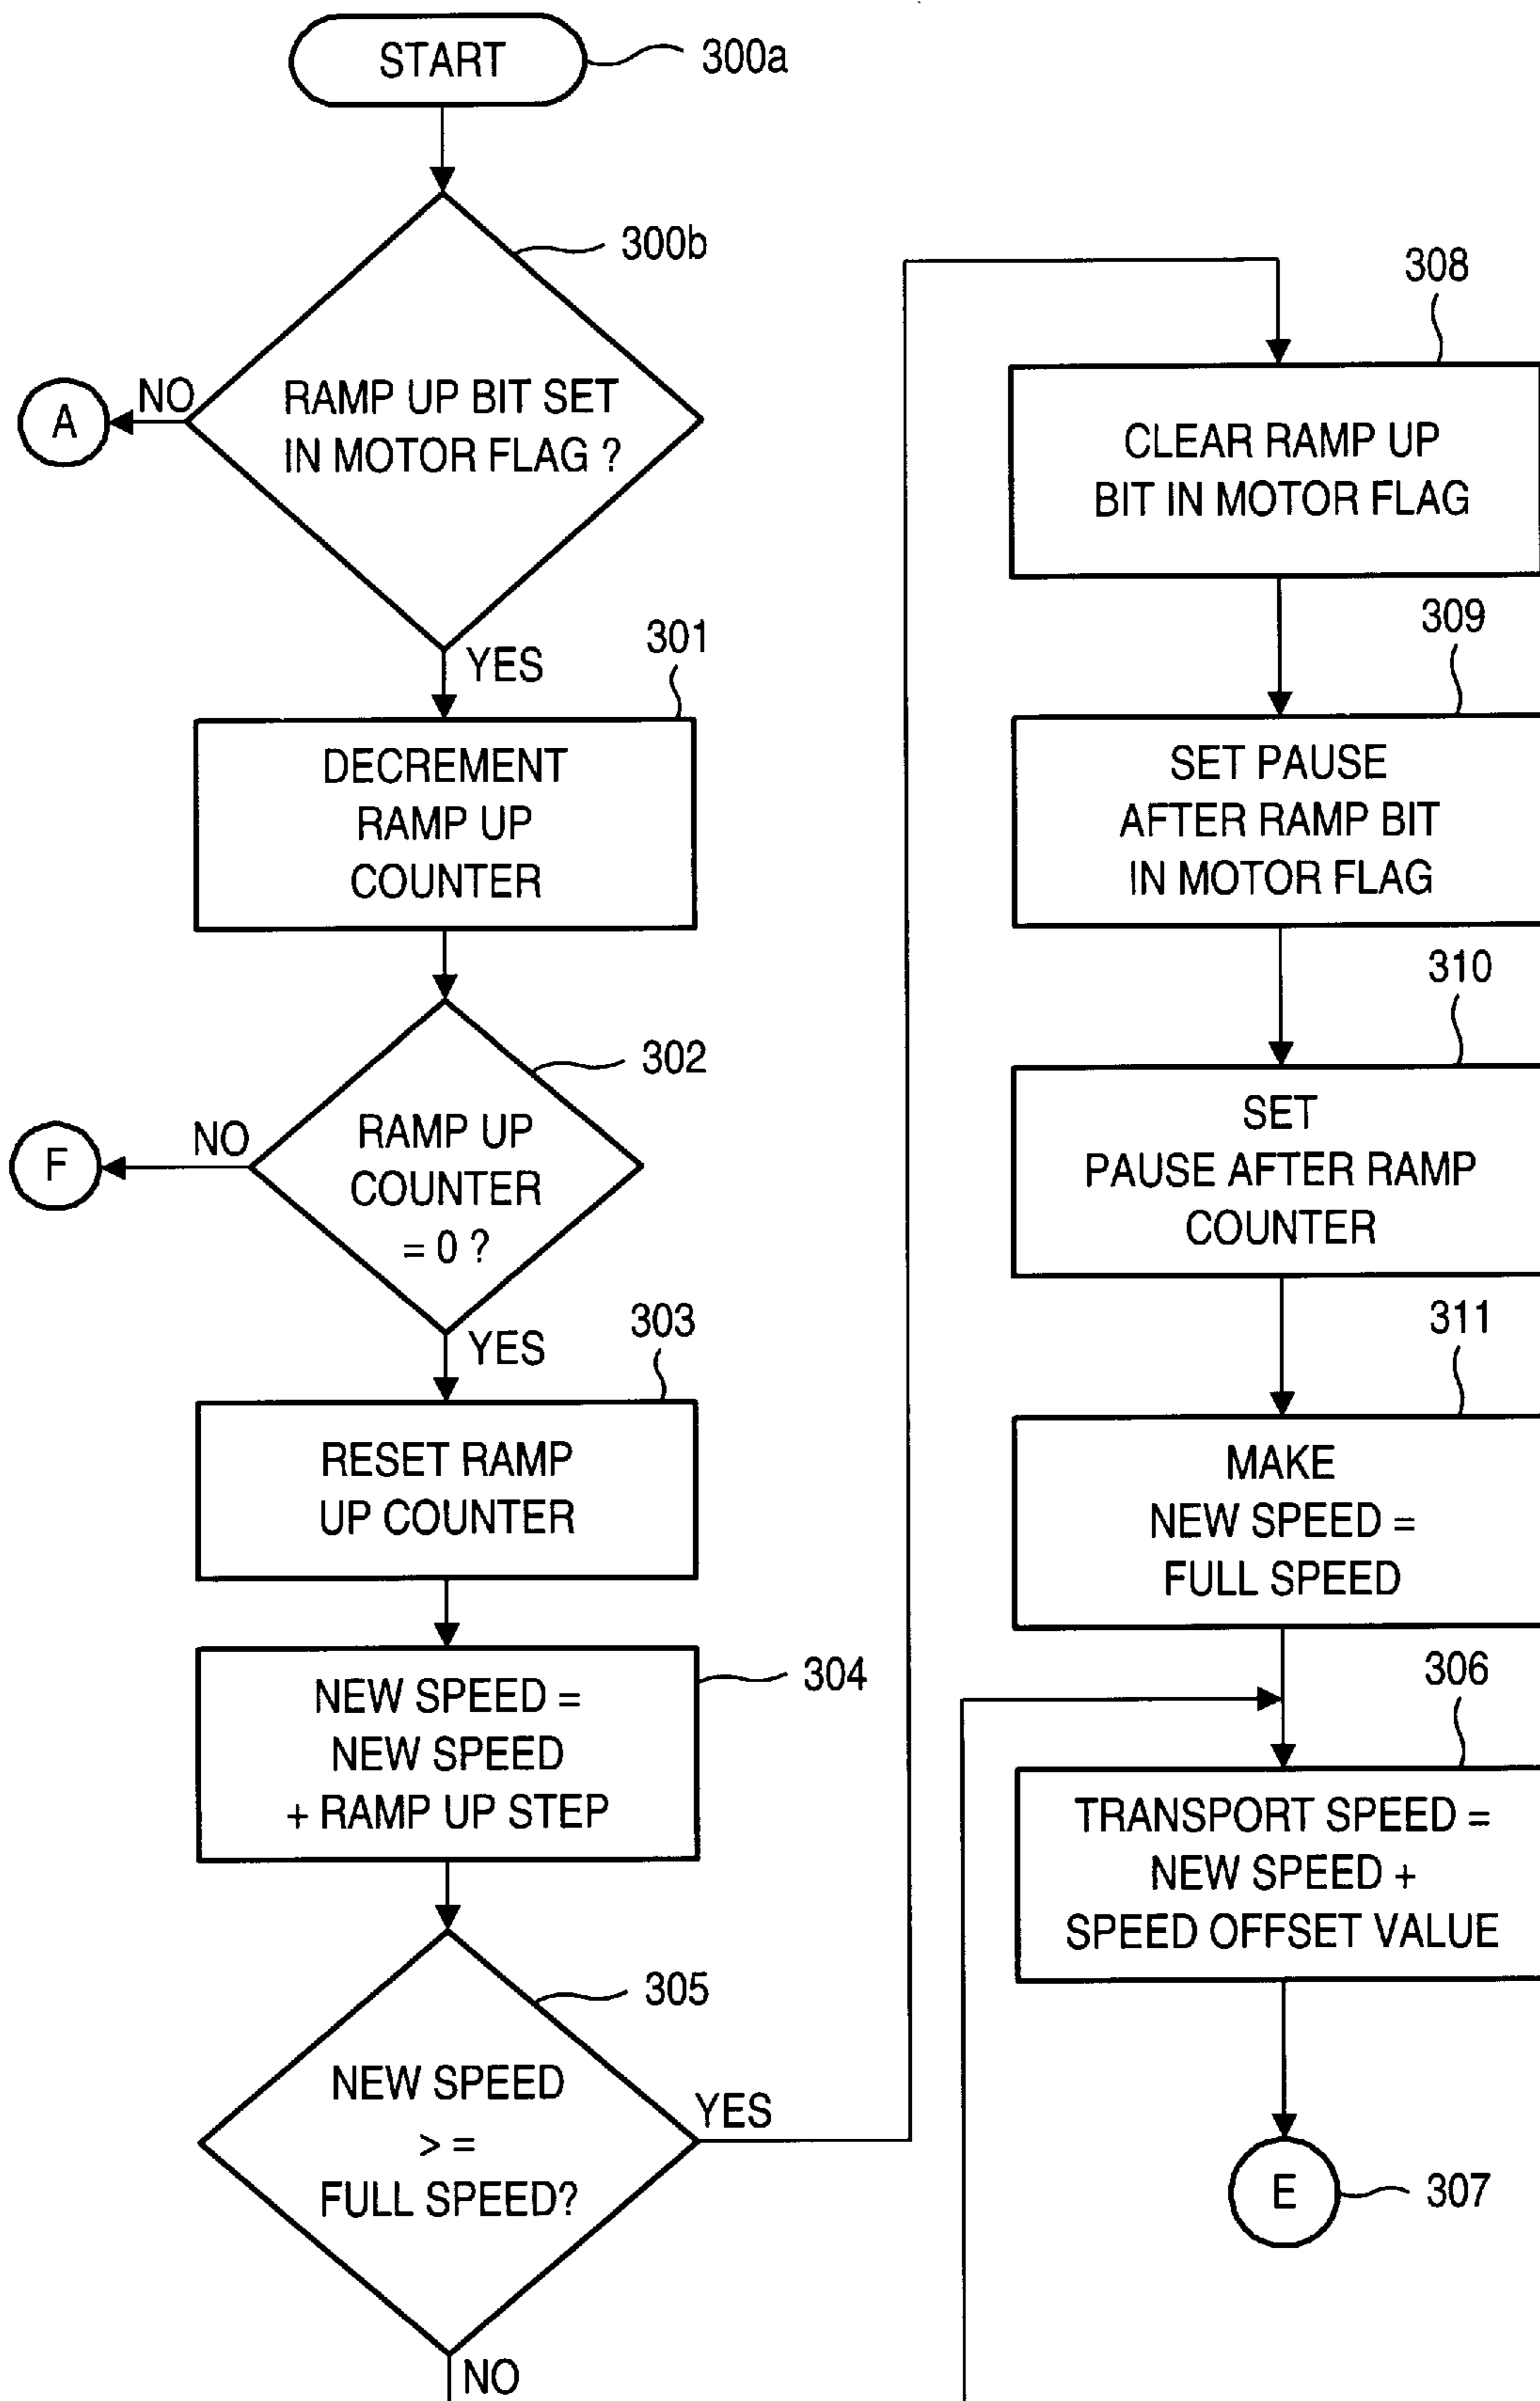 START
300a
300b
RAMP UP BIT SET
IN MOTOR FLAG ?
NO
A
YES
301
DECREMENT
RAMP UP
COUNTER
302
RAMP UP
COUNTER
= 0 ?
NO
F
YES
303
RESET RAMP
UP COUNTER
304
NEW SPEED =
NEW SPEED
+ RAMP UP STEP
305
NEW SPEED
> =
FULL SPEED?
YES
NO
308
CLEAR RAMP UP
BIT IN MOTOR FLAG
309
SET PAUSE
AFTER RAMP BIT
IN MOTOR FLAG
310
SET
PAUSE AFTER RAMP
COUNTER
311
MAKE
NEW SPEED =
FULL SPEED
306
TRANSPORT SPEED =
NEW SPEED +
SPEED OFFSET VALUE
E
307